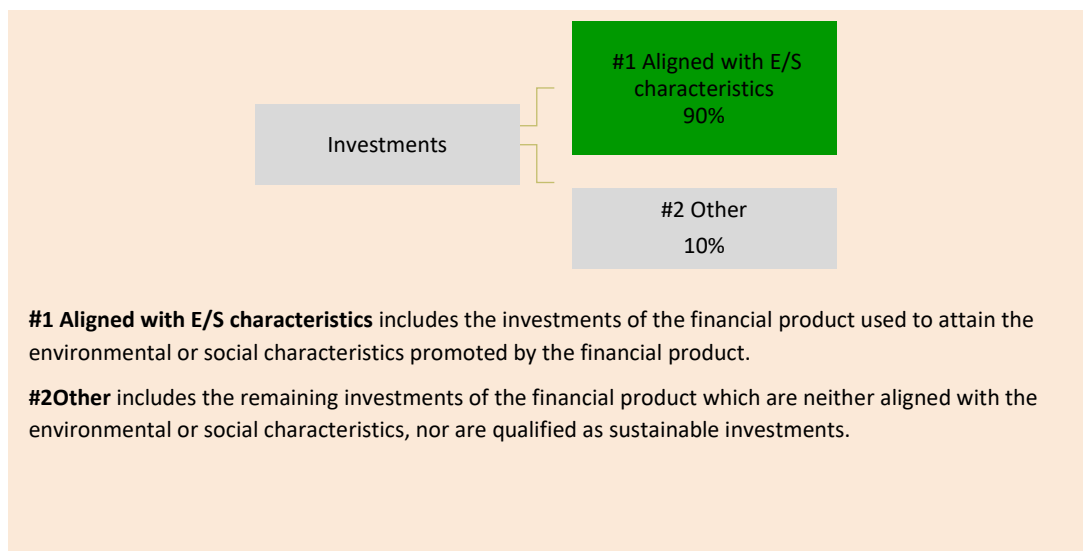 #1 Aligned with E/S
characteristics
90%
Investments
#2 Other
10%
#1 Aligned with E/S characteristics includes the investments of the financial product used to attain the
environmental or social characteristics promoted by the financial product.
#2Other includes the remaining investments of the financial product which are neither aligned with the
environmental or social characteristics, nor are qualified as sustainable investments.